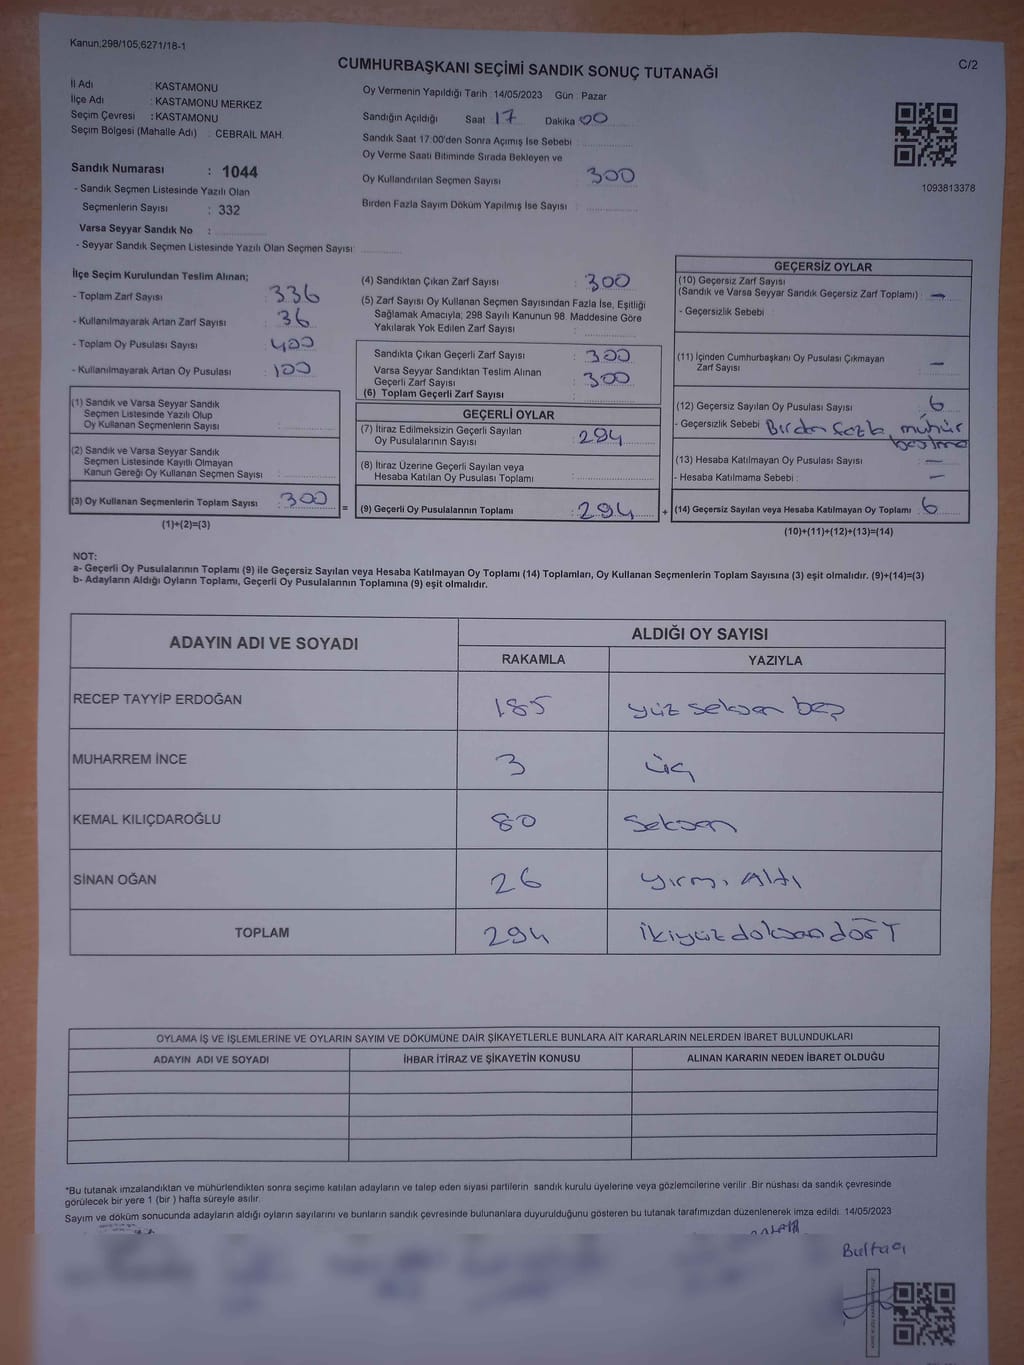 Kanun,298/105,6271/18-1
C/2
CUMHURBAŞKANI SEÇİMİ SANDIK SONUÇ TUTANAĞI
İl Adı : KASTAMONU
İlçe Adı : KASTAMONU MERKEZ
Seçim Çevresi : KASTAMONU
Seçim Bölgesi (Mahalle Adı) : CEBRAIL MAH.
Oy Vermenin Yapıldığı Tarih : 14/05/2023 Gün : Pazar
Sandığın Açıldığı Saat 17 Dakika 00
Sandık Saat 17:00'den Sonra Açımış İse Sebebi :
Oy Verme Saati Bitiminde Sırada Bekleyen ve
Oy Kullandırılan Seçmen Sayısı 300
Birden Fazla Sayım Döküm Yapılmış İse Sayısı
1093813378
Sandık Numarası : 1044
- Sandık Seçmen Listesinde Yazılı Olan
Seçmenlerin Sayısı : 332
Varsa Seyyar Sandık No :
- Seyyar Sandık Seçmen Listesinde Yazılı Olan Seçmen Sayısı:
İlçe Seçim Kurulundan Teslim Alınan;
- Toplam Zarf Sayısı : 336
- Kullanılmayarak Artan Zarf Sayısı : 36
- Toplam Oy Pusulası Sayısı : 400
- Kullanılmayarak Artan Oy Pusulası : 100
(1) Sandık ve Varsa Seyyar Sandık
Seçmen Listesinde Yazılı Olup
Oy Kullanan Seçmenlerin Sayısı :
(2) Sandık ve Varsa Seyyar Sandık
Seçmen Listesinde Kayıtlı Olmayan
Kanun Gereği Oy Kullanan Seçmen Sayısı :
(3) Oy Kullanan Seçmenlerin Toplam Sayısı : 300
(1)+(2)=(3)
=
(4) Sandıktan Çıkan Zarf Sayısı : 300
(5) Zarf Sayısı Oy Kullanan Seçmen Sayısından Fazla İse, Eşitliği
Sağlamak Amacıyla; 298 Sayılı Kanunun 98. Maddesine Göre
Yakılarak Yok Edilen Zarf Sayısı :
Sandıkta Çıkan Geçerli Zarf Sayısı : 300
Varsa Seyyar Sandıktan Teslim Alınan
Geçerli Zarf Sayısı : 300
(6) Toplam Geçerli Zarf Sayısı :
GEÇERLİ OYLAR
(7) İtiraz Edilmeksizin Geçerli Sayılan
Oy Pusulalarının Sayısı : 294
(8) İtiraz Üzerine Geçerli Sayılan veya
Hesaba Katılan Oy Pusulası Toplamı :
(9) Geçerli Oy Pusulalarının Toplamı : 294
+
GEÇERSİZ OYLAR
(10) Geçersiz Zarf Sayısı
(Sandık ve Varsa Seyyar Sandık Geçersiz Zarf Toplamı) : -
- Geçersizlik Sebebi :
(11) İçinden Cumhurbaşkanı Oy Pusulası Çıkmayan
Zarf Sayısı : -
(12) Geçersiz Sayılan Oy Pusulası Sayısı : 6
- Geçersizlik Sebebi : Birden fazla mühür
basılma
(13) Hesaba Katılmayan Oy Pusulası Sayısı : -
- Hesaba Katılmama Sebebi : -
(14) Geçersiz Sayılan veya Hesaba Katılmayan Oy Toplamı : 6
(10)+(11)+(12)+(13)=(14)
NOT:
a- Geçerli Oy Pusulalarının Toplamı (9) ile Geçersiz Sayılan veya Hesaba Katılmayan Oy Toplamı (14) Toplamları, Oy Kullanan Seçmenlerin Toplam Sayısına (3) eşit olmalıdır. (9)+(14)=(3)
b- Adayların Aldığı Oyların Toplamı, Geçerli Oy Pusulalarının Toplamına (9) eşit olmalıdır.
ADAYIN ADI VE SOYADI
ALDIĞI OY SAYISI
RAKAMLA YAZIYLA
RECEP TAYYİP ERDOĞAN 185 yüz seksen beş
MUHARREM İNCE 3 üç
KEMAL KILIÇDAROĞLU 80 Seksen
SİNAN OĞAN 26 yirmi Altı
TOPLAM 294 ikiyüz doksan dörT
OYLAMA İŞ VE İŞLEMLERİNE VE OYLARIN SAYIM VE DÖKÜMÜNE DAİR ŞİKAYETLERLE BUNLARA AİT KARARLARIN NELERDEN İBARET BULUNDUKLARI
ADAYIN ADI VE SOYADI İHBAR İTİRAZ VE ŞİKAYETİN KONUSU ALINAN KARARIN NEDEN İBARET OLDUĞU
*Bu tutanak imzalandıktan ve mühürlendikten sonra seçime katılan adayların ve talep eden siyasi partilerin sandık kurulu üyelerine veya gözlemcilerine verilir .Bir nüshası da sandık çevresinde
görülecek bir yere 1 (bir ) hafta süreyle asılır.
Sayım ve döküm sonucunda adayların aldığı oyların sayılarını ve bunların sandık çevresinde bulunanlara duyurulduğunu gösteren bu tutanak tarafımızdan düzenlenerek imza edildi. 14/05/2023